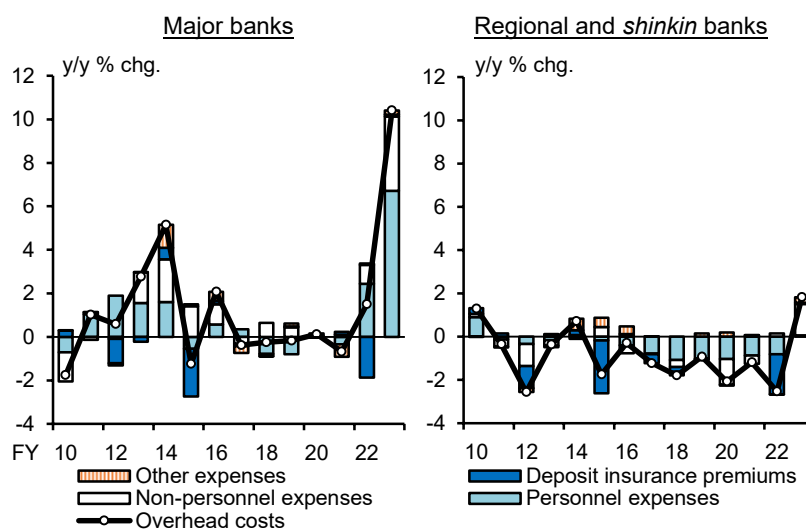 Major banks
y/y % chg.
12
10
8
6
4
2
0
-2
-4
FY 10 12 14 16 18 20 22
Regional and shinkin banks
y/y % chg.
12
10
8
6
4
2
0
-2
-4
10 12 14 16 18 20 22
Other expenses
Non-personnel expenses
Overhead costs
Deposit insurance premiums
Personnel expenses